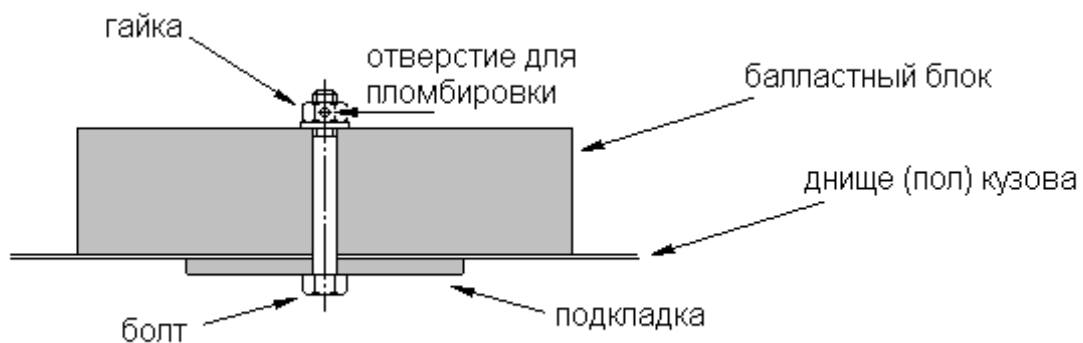 гайка
отверстие для
пломбировки
балластный блок
днище (пол) кузова
подкладка
болт